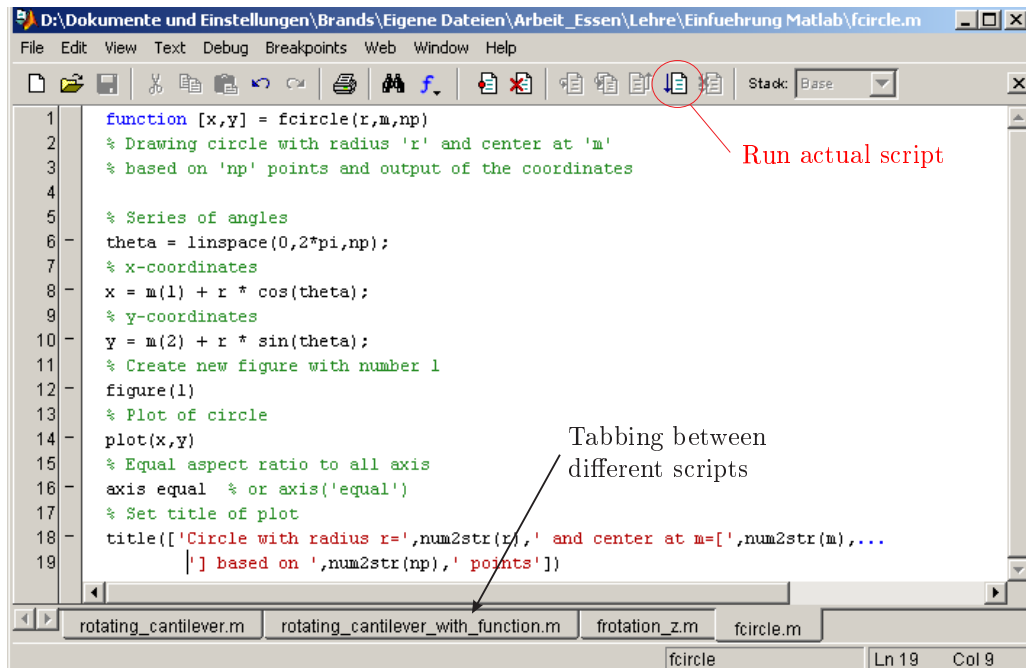 D:\Dokumente und Einstellungen\Brands\Eigene Dateien\Arbeit_Essen\Lehre\Einfuehrung Matlab\fcircle.m
File Edit View Text Debug Breakpoints Web Window Help
Stack: Base
1 function [x,y] = fcircle(r,m,np)
2 % Drawing circle with radius 'r' and center at 'm'
3 % based on 'np' points and output of the coordinates
4
5 % Series of angles
6 - theta = linspace(0,2*pi,np);
7 % x-coordinates
8 - x = m(1) + r * cos(theta);
9 % y-coordinates
10 - y = m(2) + r * sin(theta);
11 % Create new figure with number 1
12 - figure(1)
13 % Plot of circle
14 - plot(x,y)
15 % Equal aspect ratio to all axis
16 - axis equal % or axis('equal')
17 % Set title of plot
18 - title(['Circle with radius r=',num2str(r),' and center at m=[',num2str(m),...
19 '] based on ',num2str(np),' points'])
Run actual script
Tabbing between
different scripts
rotating_cantilever.m rotating_cantilever_with_function.m frotation_z.m fcircle.m
fcircle Ln 19 Col 9